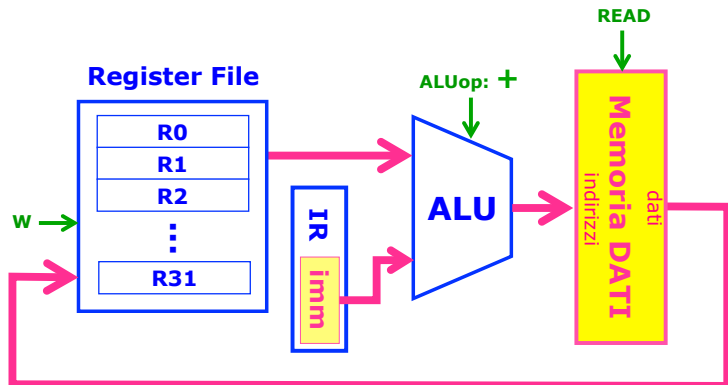 READ
Register File
ALUop: +
R0
R1
R2
...
R31
W
IR
imm
ALU
indirizzi
Memoria DATI
dati